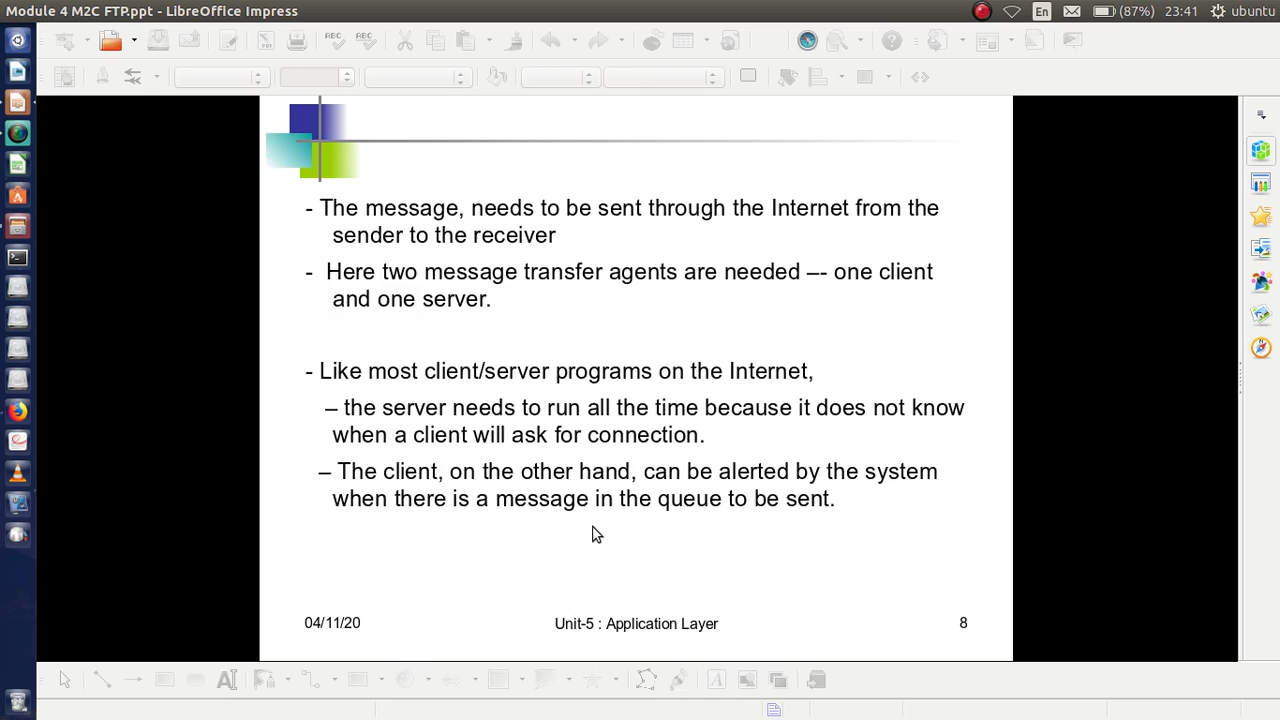 Module 4 M2C FTP.ppt - LibreOffice Impress
En
(87%)
23:41
ubuntu
- The message, needs to be sent through the Internet from the
sender to the receiver
- Here two message transfer agents are needed –- one client
and one server.
- Like most client/server programs on the Internet,
– the server needs to run all the time because it does not know
when a client will ask for connection.
– The client, on the other hand, can be alerted by the system
when there is a message in the queue to be sent.
04/11/20
Unit-5 : Application Layer
8